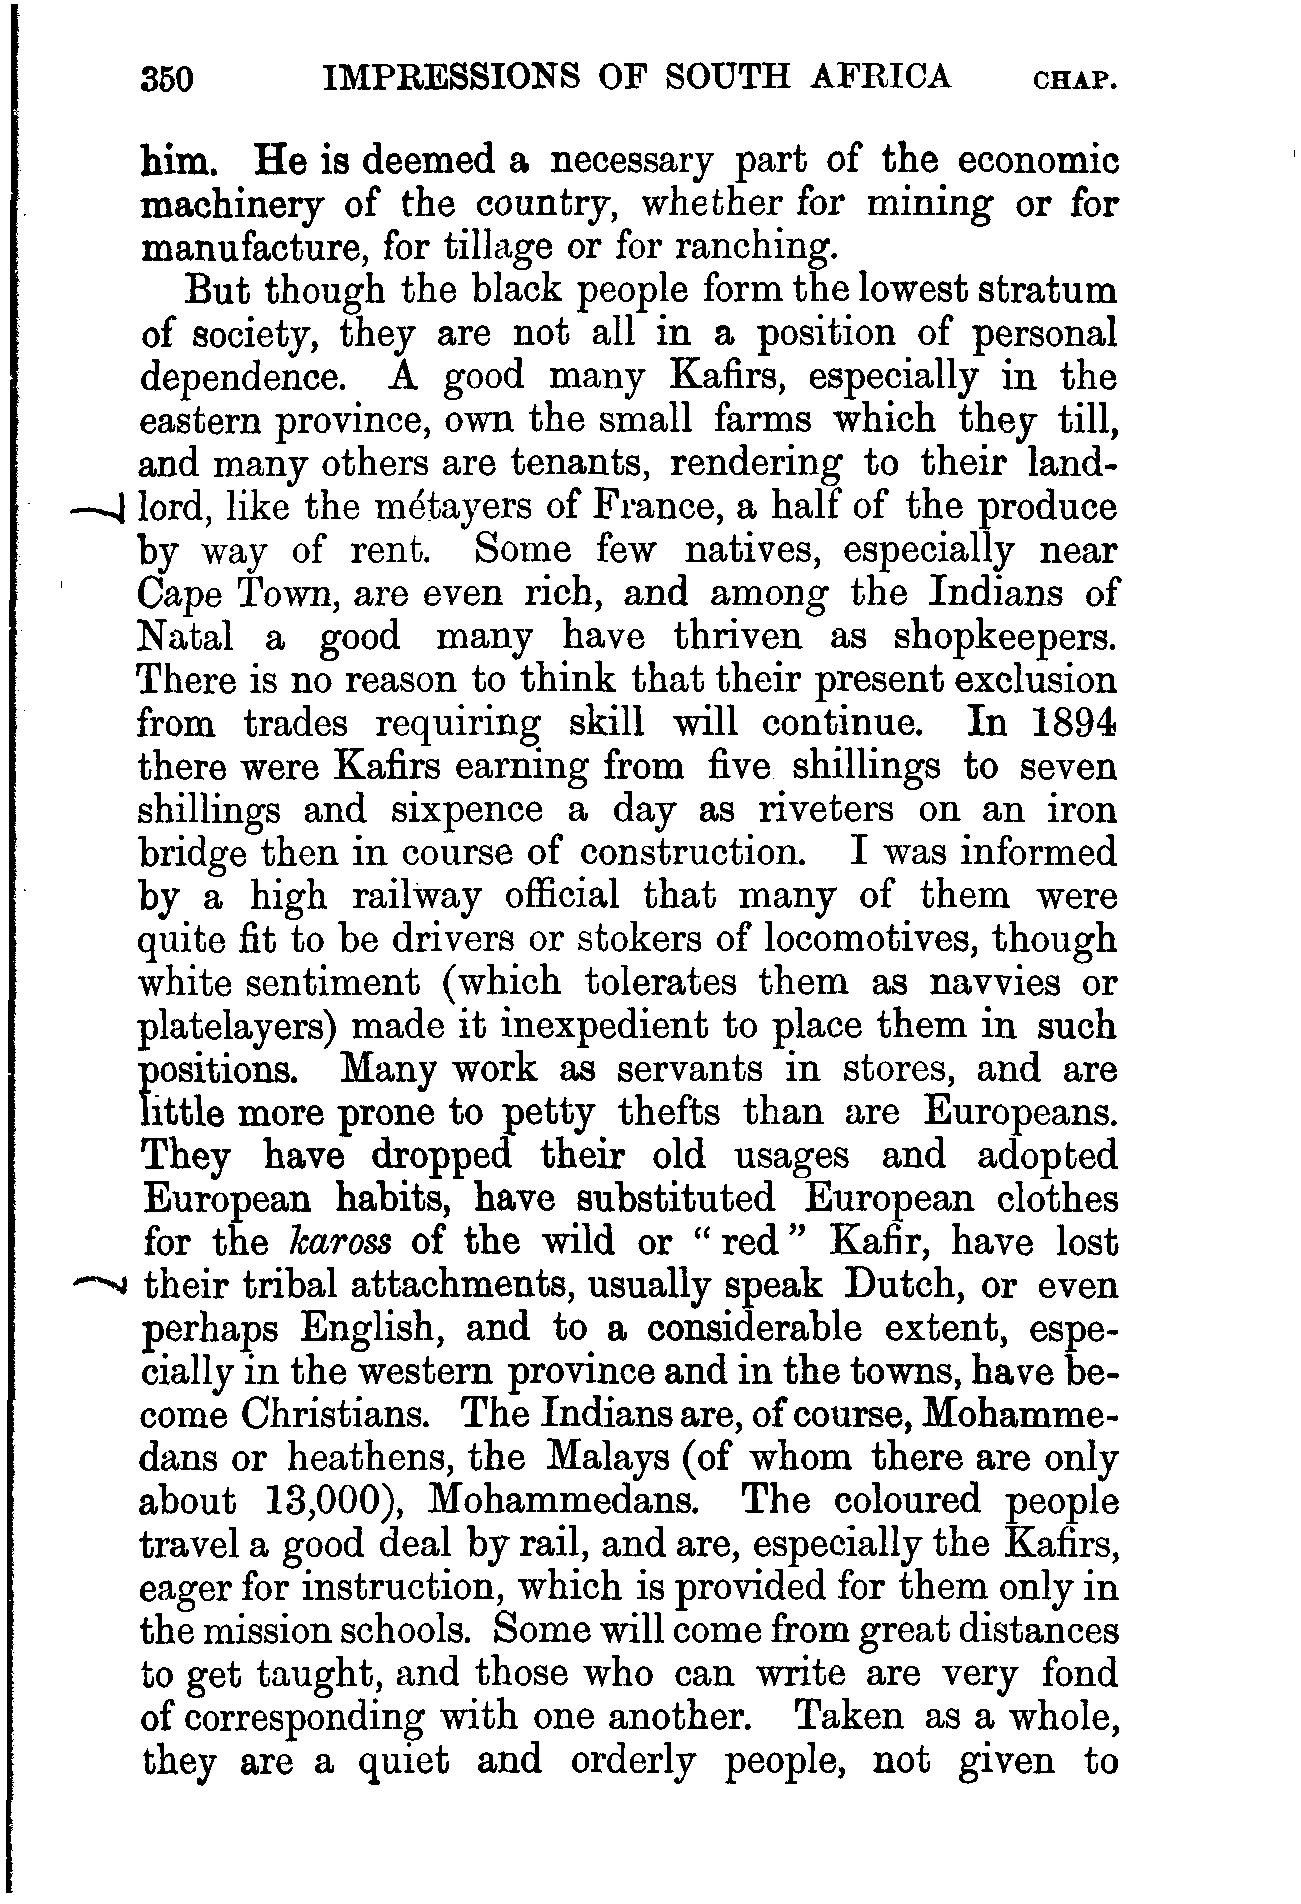 350 IMPRESSIONS OF SOUTH AFRICA CHAP.
him. He is deemed a necessary part of the economic
machinery of the country, whether for mining or for
manufacture, for tillage or for ranching.
But though the black people form the lowest stratum
of society, they are not all in a position of personal
dependence. A good many Kafirs, especially in the
eastern province, own the small farms which they till,
and many others are tenants, rendering to their land-
lord, like the métayers of France, a half of the produce
by way of rent. Some few natives, especially near
Cape Town, are even rich, and among the Indians of
Natal a good many have thriven as shopkeepers.
There is no reason to think that their present exclusion
from trades requiring skill will continue. In 1894
there were Kafirs earning from five shillings to seven
shillings and sixpence a day as riveters on an iron
bridge then in course of construction. I was informed
by a high railway official that many of them were
quite fit to be drivers or stokers of locomotives, though
white sentiment (which tolerates them as navvies or
platelayers) made it inexpedient to place them in such
positions. Many work as servants in stores, and are
little more prone to petty thefts than are Europeans.
They have dropped their old usages and adopted
European habits, have substituted European clothes
for the kaross of the wild or “ red ” Kafir, have lost
their tribal attachments, usually speak Dutch, or even
perhaps English, and to a considerable extent, espe-
cially in the western province and in the towns, have be-
come Christians. The Indians are, of course, Mohamme-
dans or heathens, the Malays (of whom there are only
about 13,000), Mohammedans. The coloured people
travel a good deal by rail, and are, especially the Kafirs,
eager for instruction, which is provided for them only in
the mission schools. Some will come from great distances
to get taught, and those who can write are very fond
of corresponding with one another. Taken as a whole,
they are a quiet and orderly people, not given to